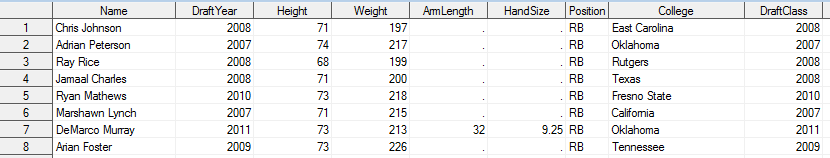 Name DraftYear Height Weight ArmLength HandSize Position College DraftClass
1 Chris Johnson 2008 71 197 . . RB East Carolina 2008
2 Adrian Peterson 2007 74 217 . . RB Oklahoma 2007
3 Ray Rice 2008 68 199 . . RB Rutgers 2008
4 Jamaal Charles 2008 71 200 . . RB Texas 2008
5 Ryan Mathews 2010 73 218 . . RB Fresno State 2010
6 Marshawn Lynch 2007 71 215 . . RB California 2007
7 DeMarco Murray 2011 73 213 32 9.25 RB Oklahoma 2011
8 Arian Foster 2009 73 226 . . RB Tennessee 2009